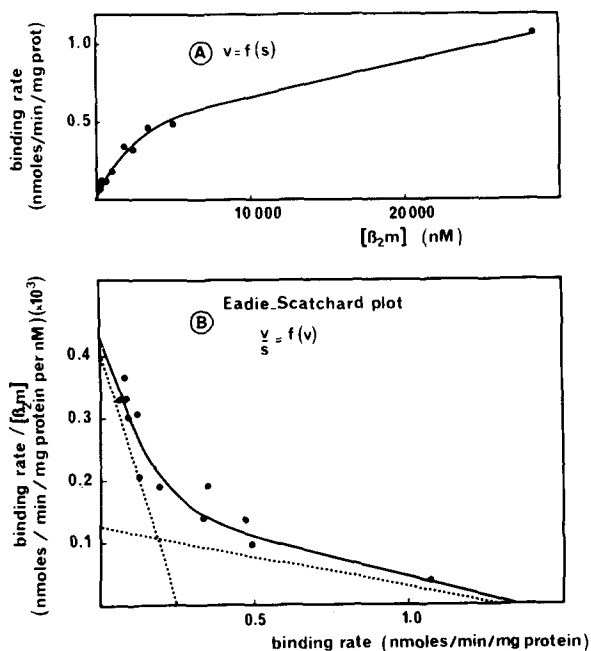 A v=f(s)
binding rate
(nmoles/min/mg prot)
1.0
0.5
10 000
20000
[β₂m] (nM)
B Eadie_Scatchard plot
v/s = f(v)
binding rate / [β₂m]
(nmoles / min / mg protein per nM) (x10³)
0.4
0.3
0.2
0.1
0.5
1.0
binding rate (nmoles/min/mg protein)